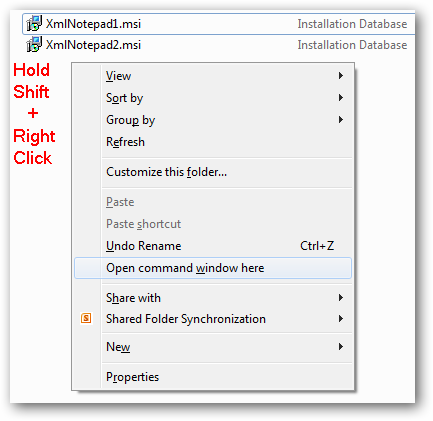 XmlNotepad1.msi Installation Database
XmlNotepad2.msi Installation Database
Hold
Shift
+
Right
Click
View
Sort by
Group by
Refresh
Customize this folder...
Paste
Paste shortcut
Undo Rename Ctrl+Z
Open command window here
Share with
S Shared Folder Synchronization
New
Properties